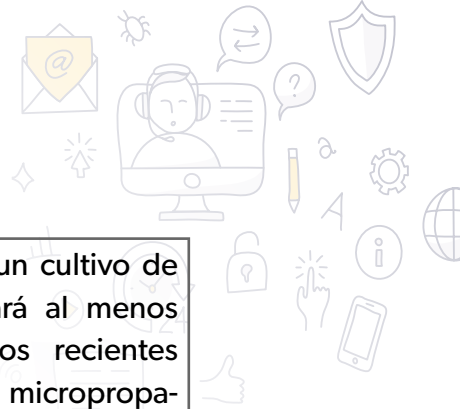 @
?
a
A
i
un cultivo de
rá al menos
os recientes
micropropa-